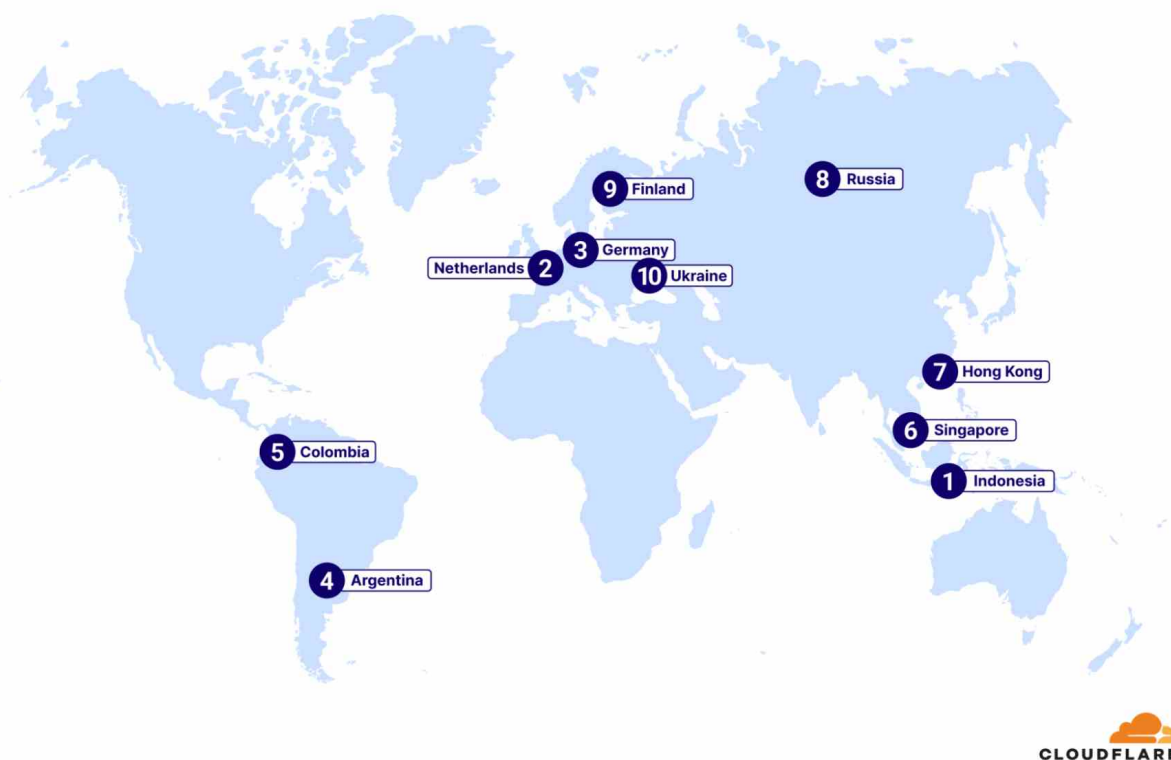 9 Finland
8 Russia
3 Germany
Netherlands 2
10 Ukraine
7 Hong Kong
6 Singapore
5 Colombia
1 Indonesia
4 Argentina
CLOUDFLARE